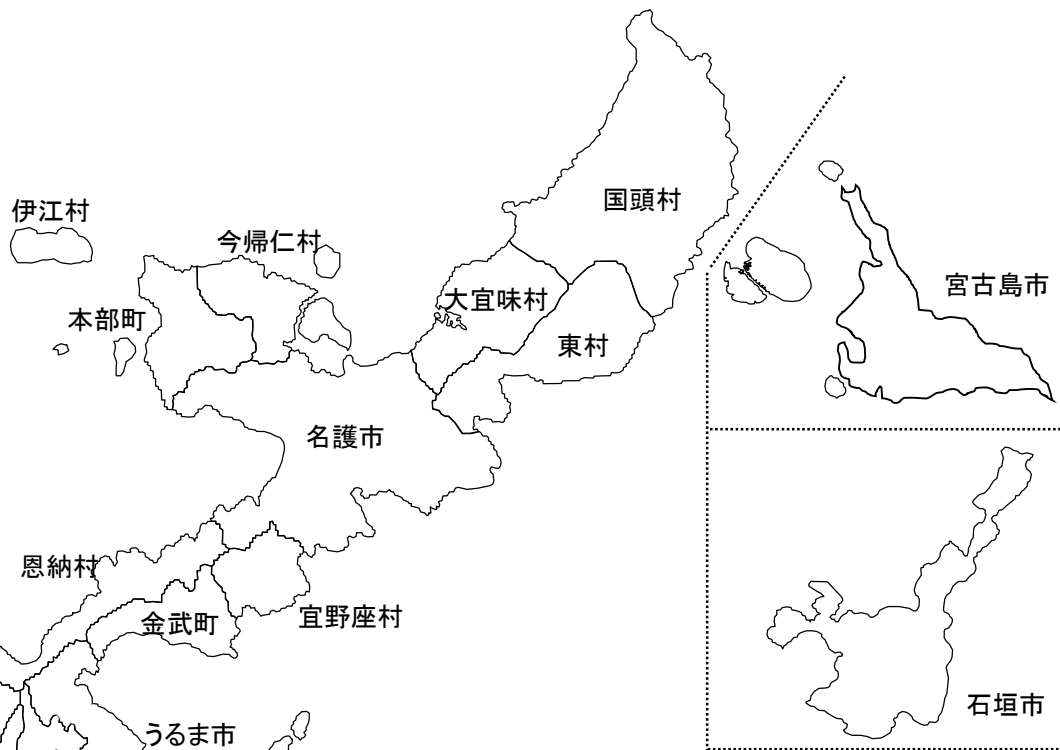 国頭村
伊江村
今帰仁村
宮古島市
大宜味村
本部町
東村
名護市
恩納村
宜野座村
金武町
石垣市
うるま市